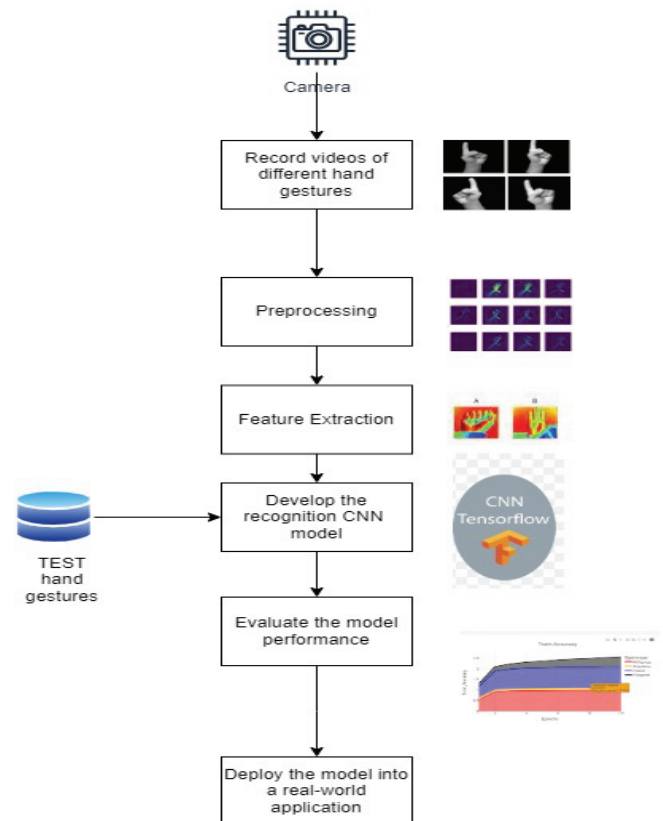 Camera
Record videos of
different hand
gestures
Preprocessing
Feature Extraction
A B
Develop the
recognition CNN
model
CNN
Tensorflow
TEST
hand
gestures
Evaluate the model
performance
Train Accuracy
Epochs
Deploy the model into
a real-world
application